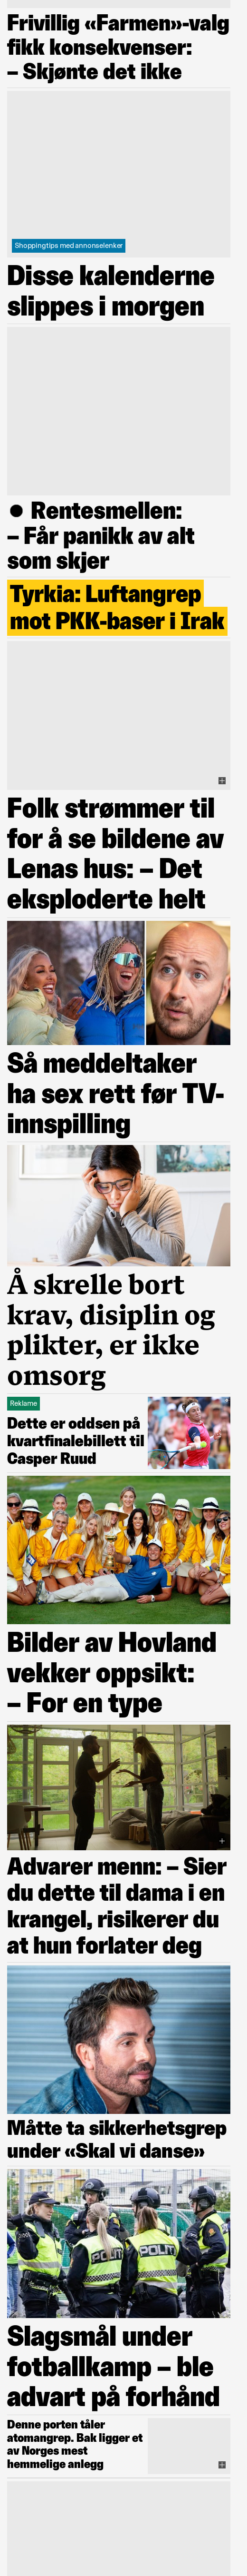 Frivillig «Farmen»-valg
fikk konsekvenser:
– Skjønte det ikke
Shoppingtips med annonselenker
Disse kalenderne
slippes i morgen
● Rentesmellen:
– Får panikk av alt
som skjer
Tyrkia: Luftangrep
mot PKK-baser i Irak
Folk strømmer til
for å se bildene av
Lenas hus: – Det
eksploderte helt
Så meddeltaker
ha sex rett før TV-
innspilling
Å skrelle bort
krav, disiplin og
plikter, er ikke
omsorg
Reklame
Dette er oddsen på
kvartfinalebillett til
Casper Ruud
Bilder av Hovland
vekker oppsikt:
– For en type
Advarer menn: – Sier
du dette til dama i en
krangel, risikerer du
at hun forlater deg
Måtte ta sikkerhetsgrep
under «Skal vi danse»
POLITI
POLITI
Slagsmål under
fotballkamp – ble
advart på forhånd
Denne porten tåler
atomangrep. Bak ligger et
av Norges mest
hemmelige anlegg